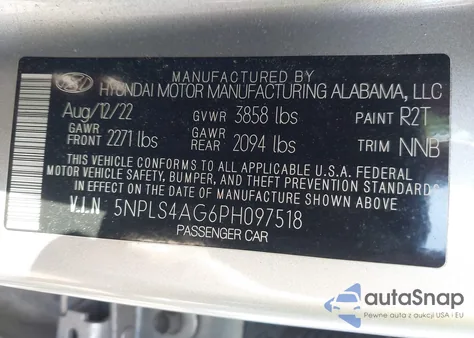 MANUFACTURED BY
HYUNDAI MOTOR MANUFACTURING ALABAMA, LLC
Aug/12/22 GVWR 3858 lbs PAINT R2T
GAWR FRONT 2271 lbs GAWR REAR 2094 lbs TRIM NNB
THIS VEHICLE CONFORMS TO ALL APPLICABLE U.S.A. FEDERAL
MOTOR VEHICLE SAFETY, BUMPER, AND THEFT PREVENTION STANDARDS
IN EFFECT ON THE DATE OF MANUFACTURE SHOWN ABOVE.
V.I.N 5NPLS4AG6PH097518
PASSENGER CAR
autoSnap
Pewne auta z aukcji USA i EU